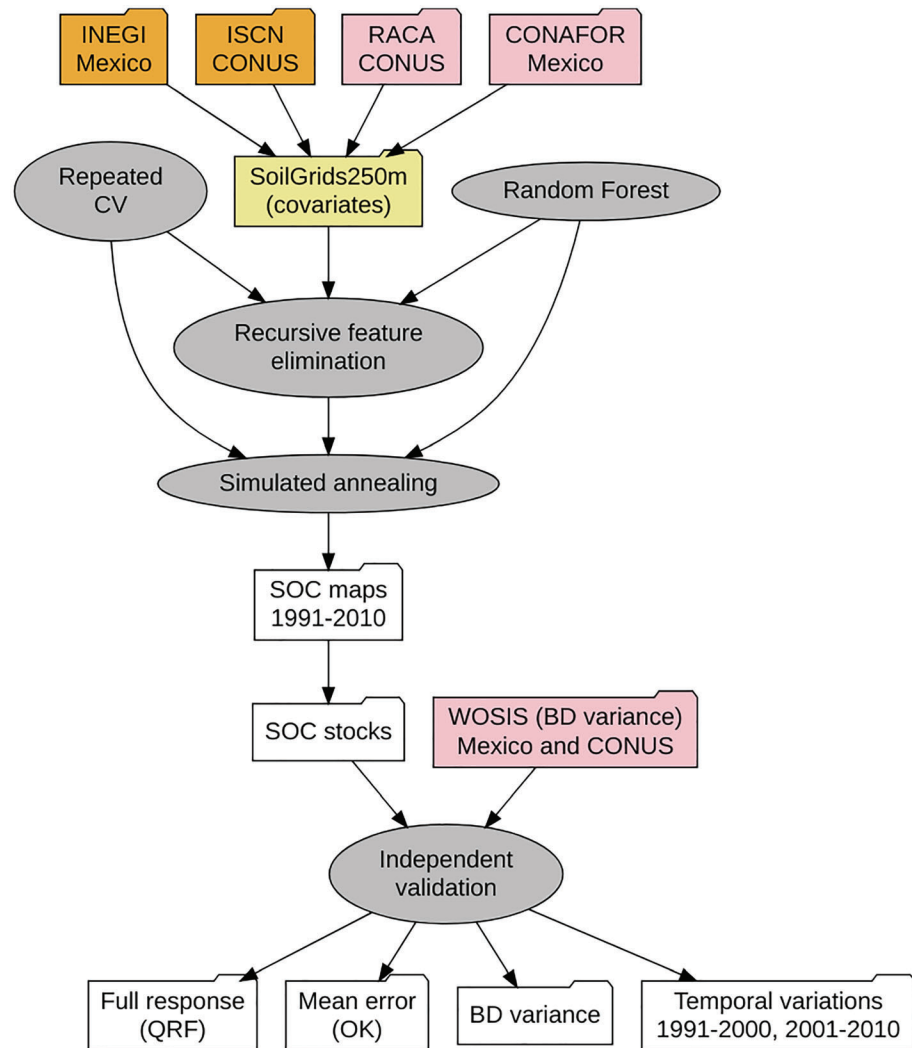 INEGI
Mexico
ISCN
CONUS
RACA
CONUS
CONAFOR
Mexico
Repeated
CV
SoilGrids250m
(covariates)
Random Forest
Recursive feature
elimination
Simulated annealing
SOC maps
1991-2010
SOC stocks
WOSIS (BD variance)
Mexico and CONUS
Independent
validation
Full response
(QRF)
Mean error
(OK)
BD variance
Temporal variations
1991-2000, 2001-2010